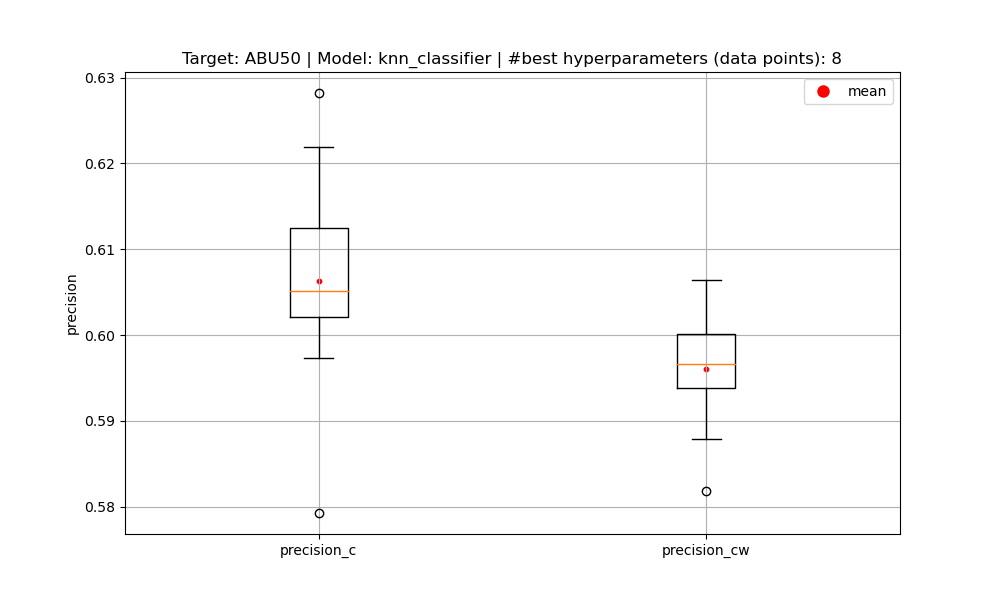 Target: ABU50 | Model: knn_classifier | #best hyperparameters (data points): 8
mean
precision
0.63
0.62
0.61
0.60
0.59
0.58
precision_c
precision_cw